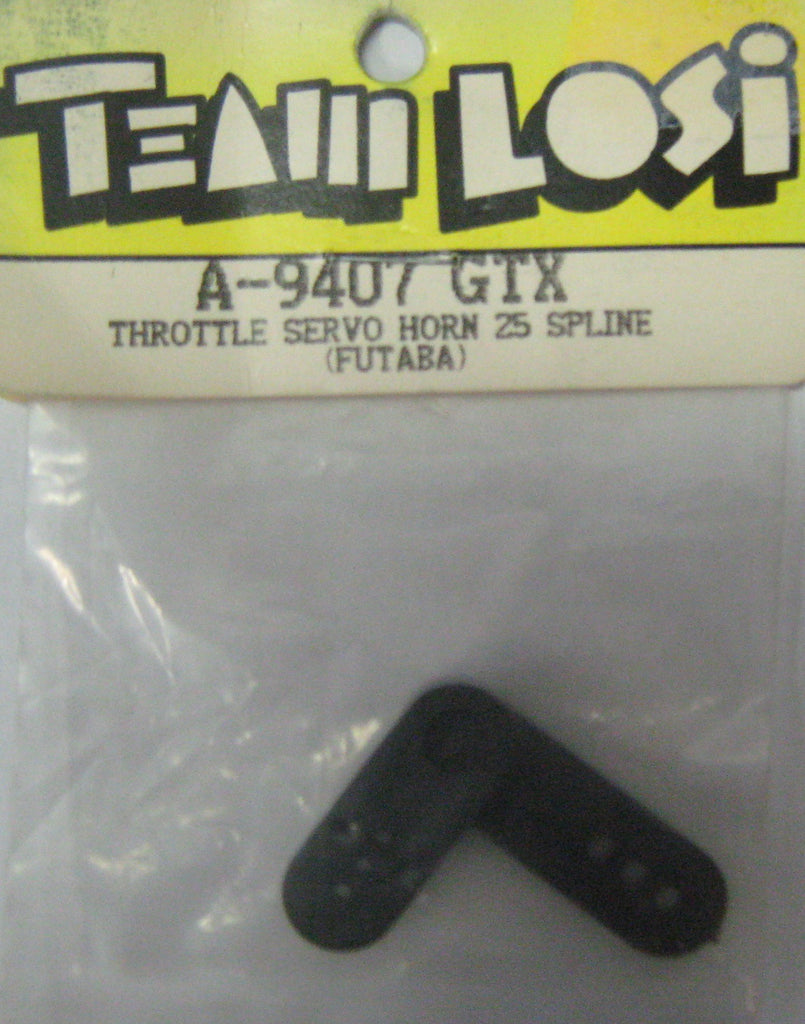 TEAM LOSi
A-9407 GTX
THROTTLE SERVO HORN 25 SPLINE
(FUTABA)